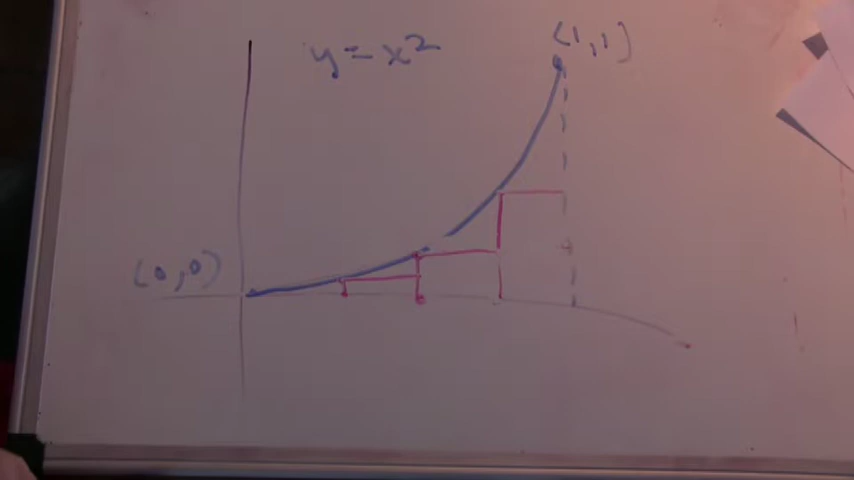 y=x²
(1,1)
(0,0)